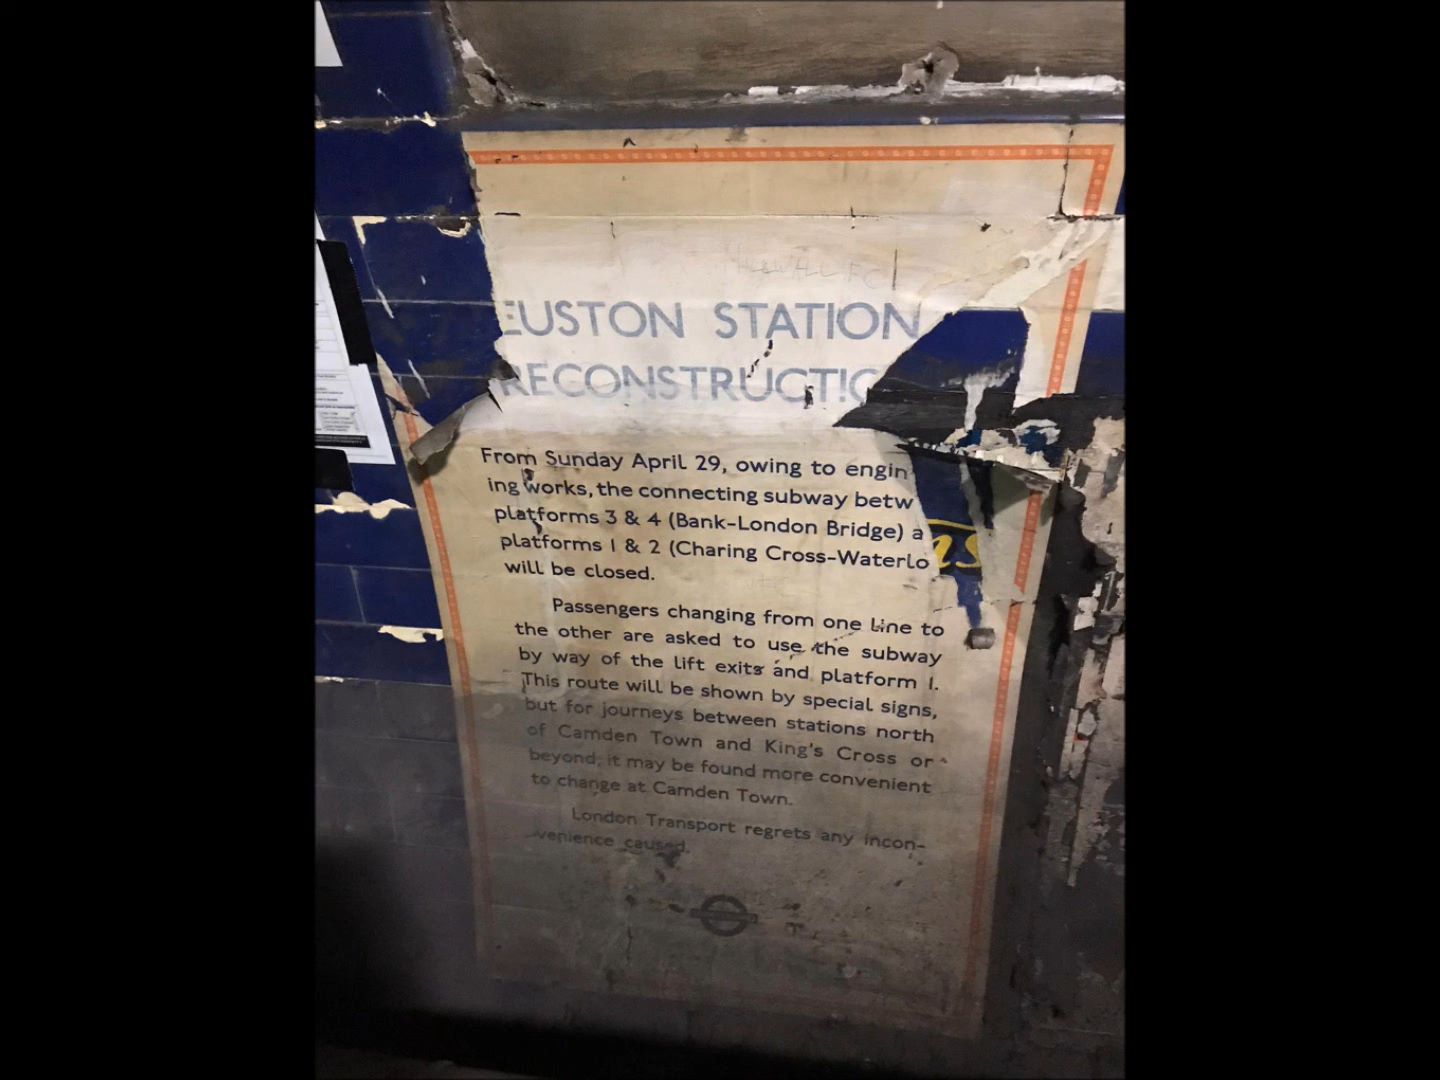 MILLWALL FC
EUSTON STATION
RECONSTRUCTIO
From Sunday April 29, owing to engin
ing works, the connecting subway betw
platforms 3 & 4 (Bank-London Bridge) a
platforms 1 & 2 (Charing Cross-Waterlo
will be closed.
Passengers changing from one line to
the other are asked to use the subway
by way of the lift exits and platform 1.
This route will be shown by special signs,
but for journeys between stations north
of Camden Town and King's Cross or
beyond, it may be found more convenient
to change at Camden Town.
London Transport regrets any incon-
venience caused.